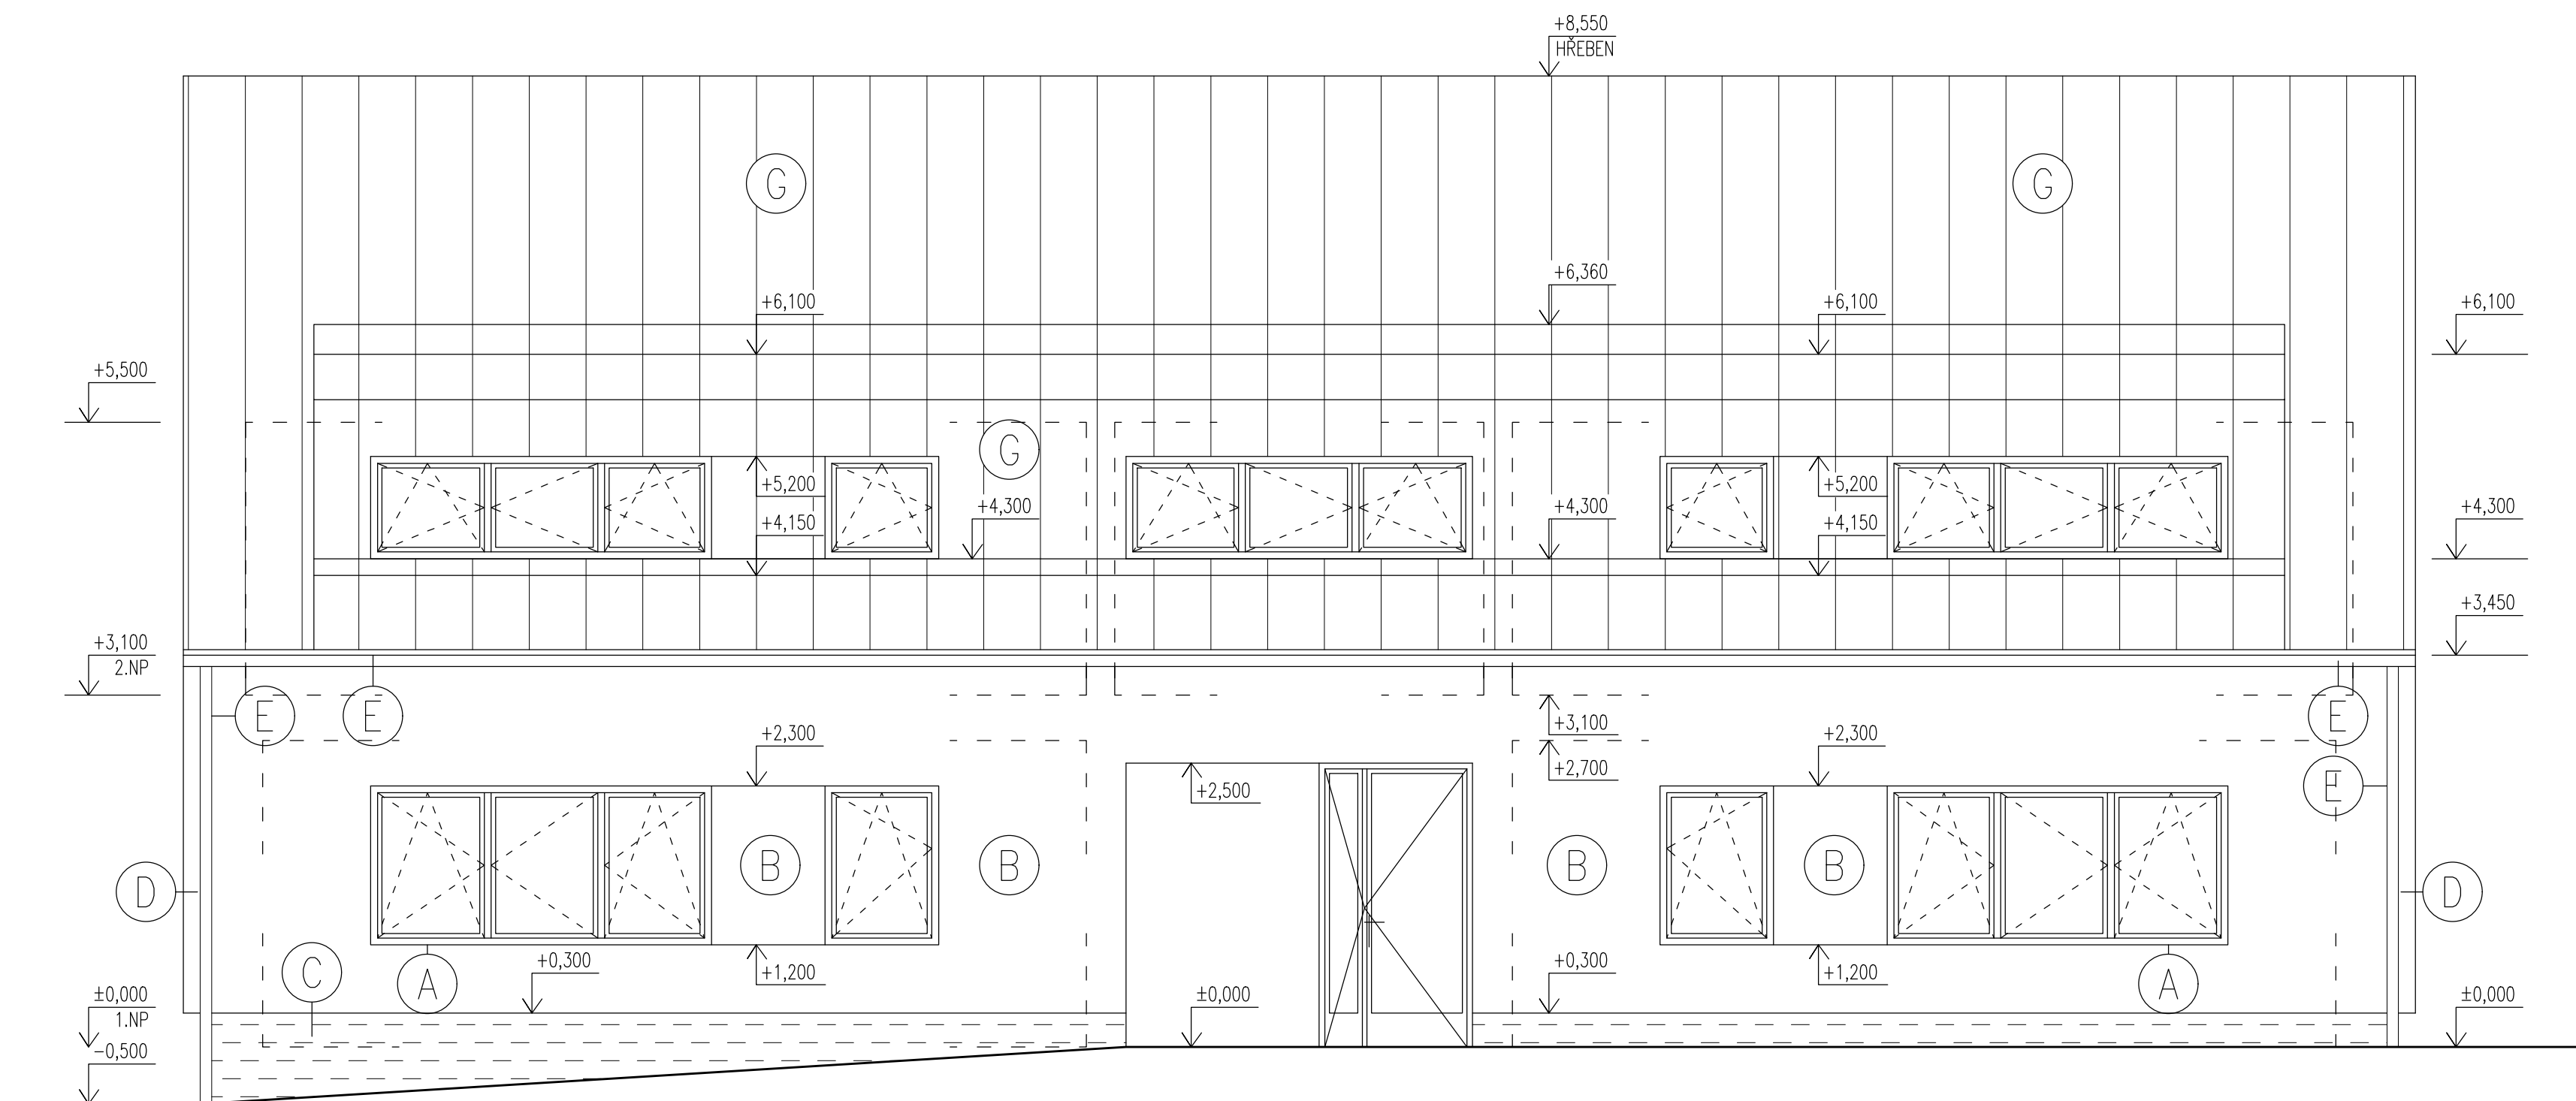 +8,550
HŘEBEN
G
G
+6,360
+6,100
+6,100
+6,100
+5,500
G
+5,200
+5,200
+4,300
+4,300
+4,300
+4,150
+4,150
+3,450
+3,100
2.NP
E
E
E
+3,100
+2,300
+2,300
+2,700
+2,500
E
B
B
B
B
D
D
C
A
+0,300
+1,200
+0,300
+1,200
A
±0,000
1.NP
±0,000
±0,000
-0,500